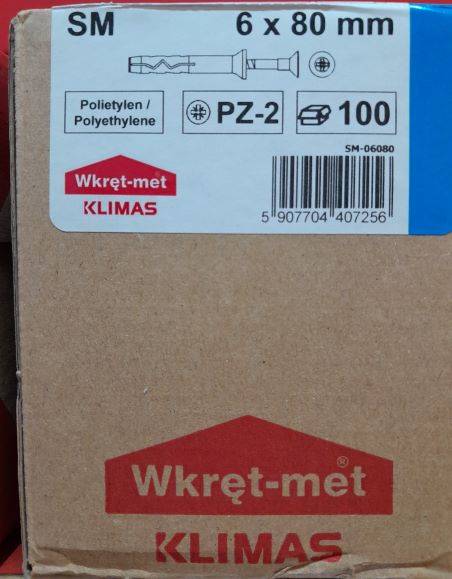 SM 6 x 80 mm
Polietylen /
Polyethylene
PZ-2
100
SM-06080
Wkręt-met
KLIMAS
5 907704 407256
Wkręt-met®
KLIMAS